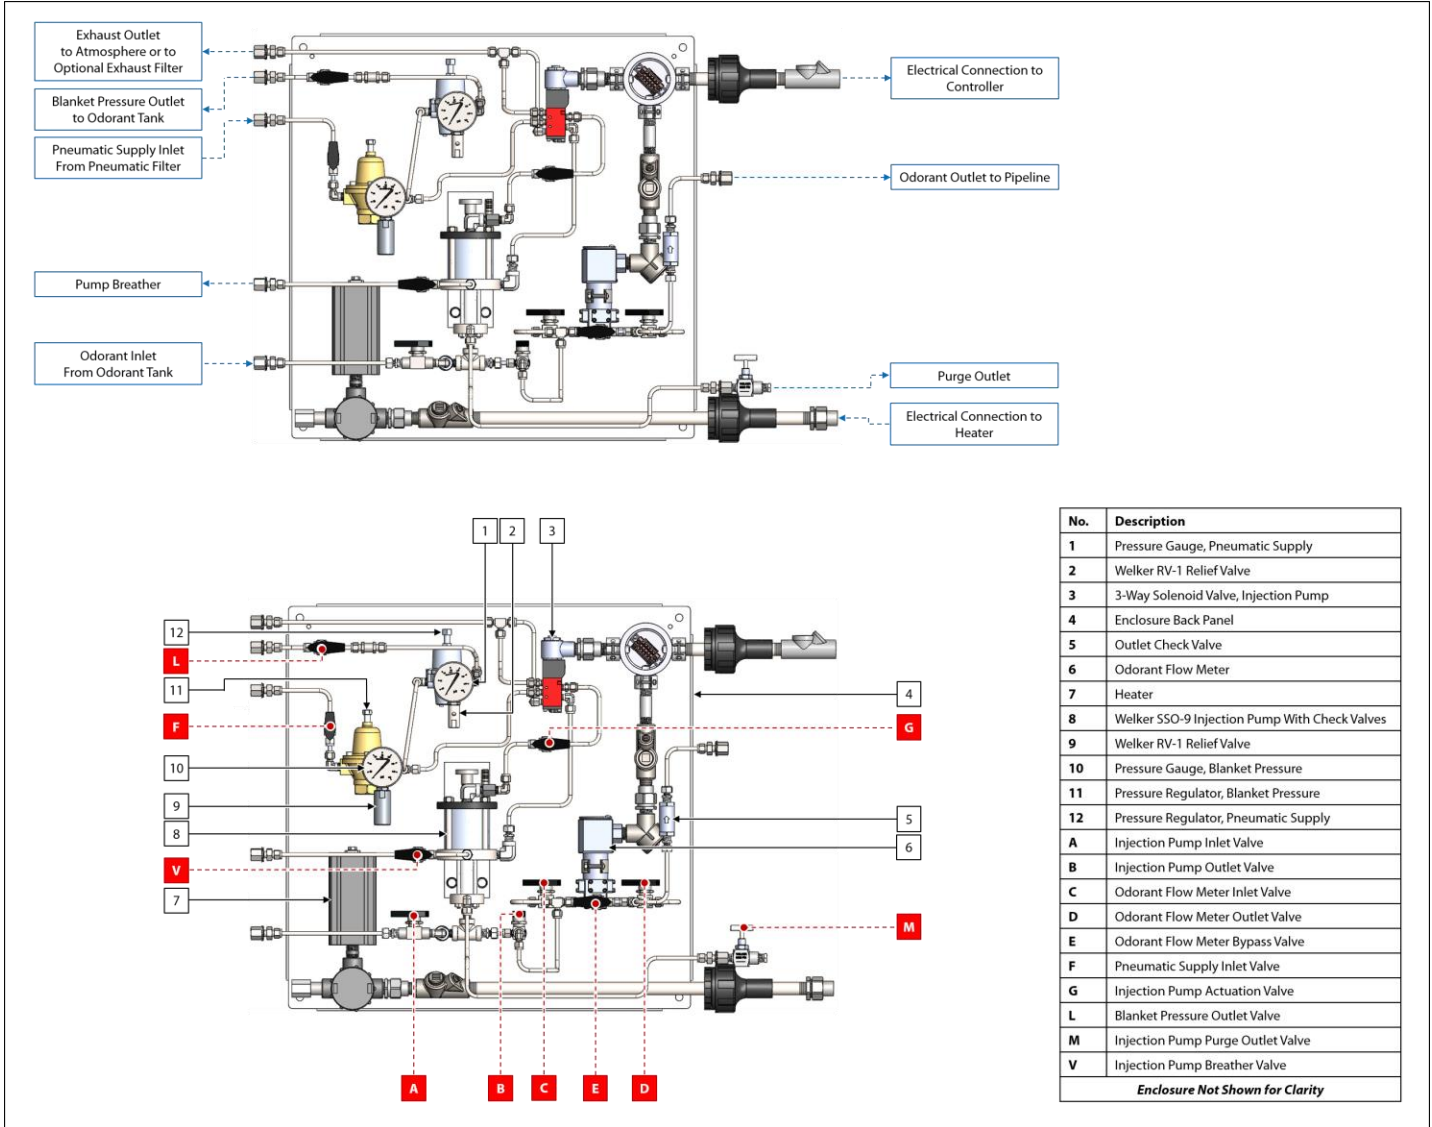 Exhaust Outlet
to Atmosphere or to
Optional Exhaust Filter
Blanket Pressure Outlet
to Odorant Tank
Pneumatic Supply Inlet
From Pneumatic Filter
Pump Breather
Odorant Inlet
From Odorant Tank
Electrical Connection to
Controller
Odorant Outlet to Pipeline
Purge Outlet
Electrical Connection to
Heater
1
2
3
12
L
11
F
10
9
8
V
7
4
G
5
6
M
A
B
C
E
D
No. Description
1 Pressure Gauge, Pneumatic Supply
2 Welker RV-1 Relief Valve
3 3-Way Solenoid Valve, Injection Pump
4 Enclosure Back Panel
5 Outlet Check Valve
6 Odorant Flow Meter
7 Heater
8 Welker SSO-9 Injection Pump With Check Valves
9 Welker RV-1 Relief Valve
10 Pressure Gauge, Blanket Pressure
11 Pressure Regulator, Blanket Pressure
12 Pressure Regulator, Pneumatic Supply
A Injection Pump Inlet Valve
B Injection Pump Outlet Valve
C Odorant Flow Meter Inlet Valve
D Odorant Flow Meter Outlet Valve
E Odorant Flow Meter Bypass Valve
F Pneumatic Supply Inlet Valve
G Injection Pump Actuation Valve
L Blanket Pressure Outlet Valve
M Injection Pump Purge Outlet Valve
V Injection Pump Breather Valve
Enclosure Not Shown for Clarity